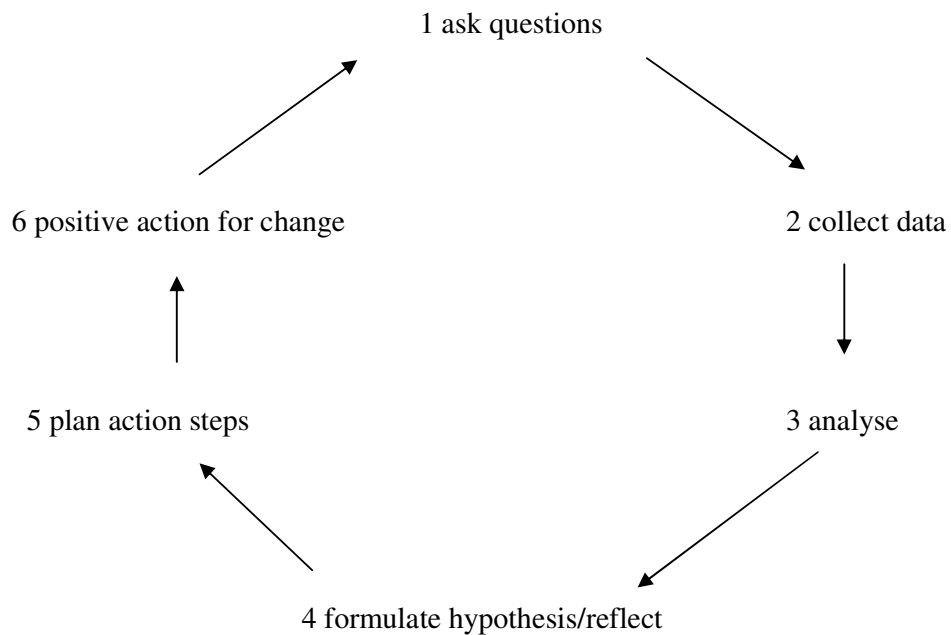 1 ask questions
6 positive action for change
2 collect data
5 plan action steps
3 analyse
4 formulate hypothesis/reflect